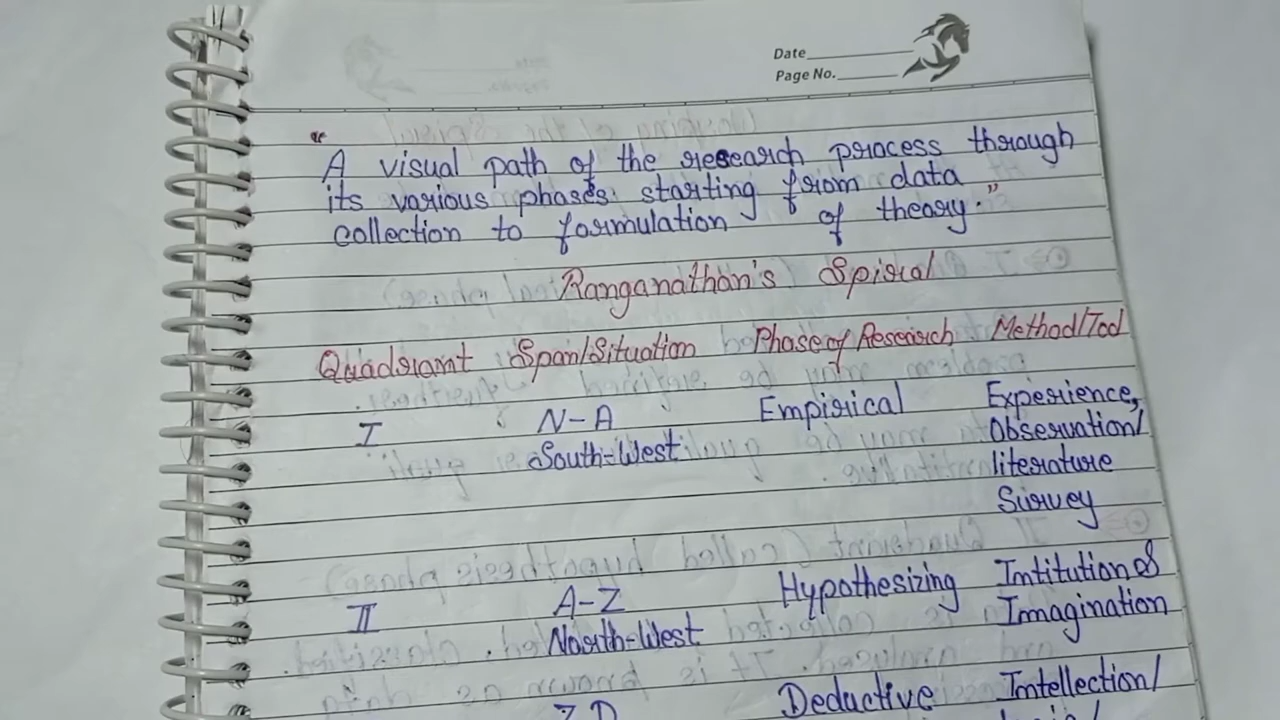 Date
Page No.
"A visual path of the research process through
its various phases starting from data
collection to formulation of theory."
Ranganathan's Spiral
Quadrant Span/Situation Phase of Research Method/Tool
I N-A Empirical Experience,
South-West Observation/
literature
Survey
II A-Z Hypothesizing Intitution &
North-West Imagination
Deductive Intellection/